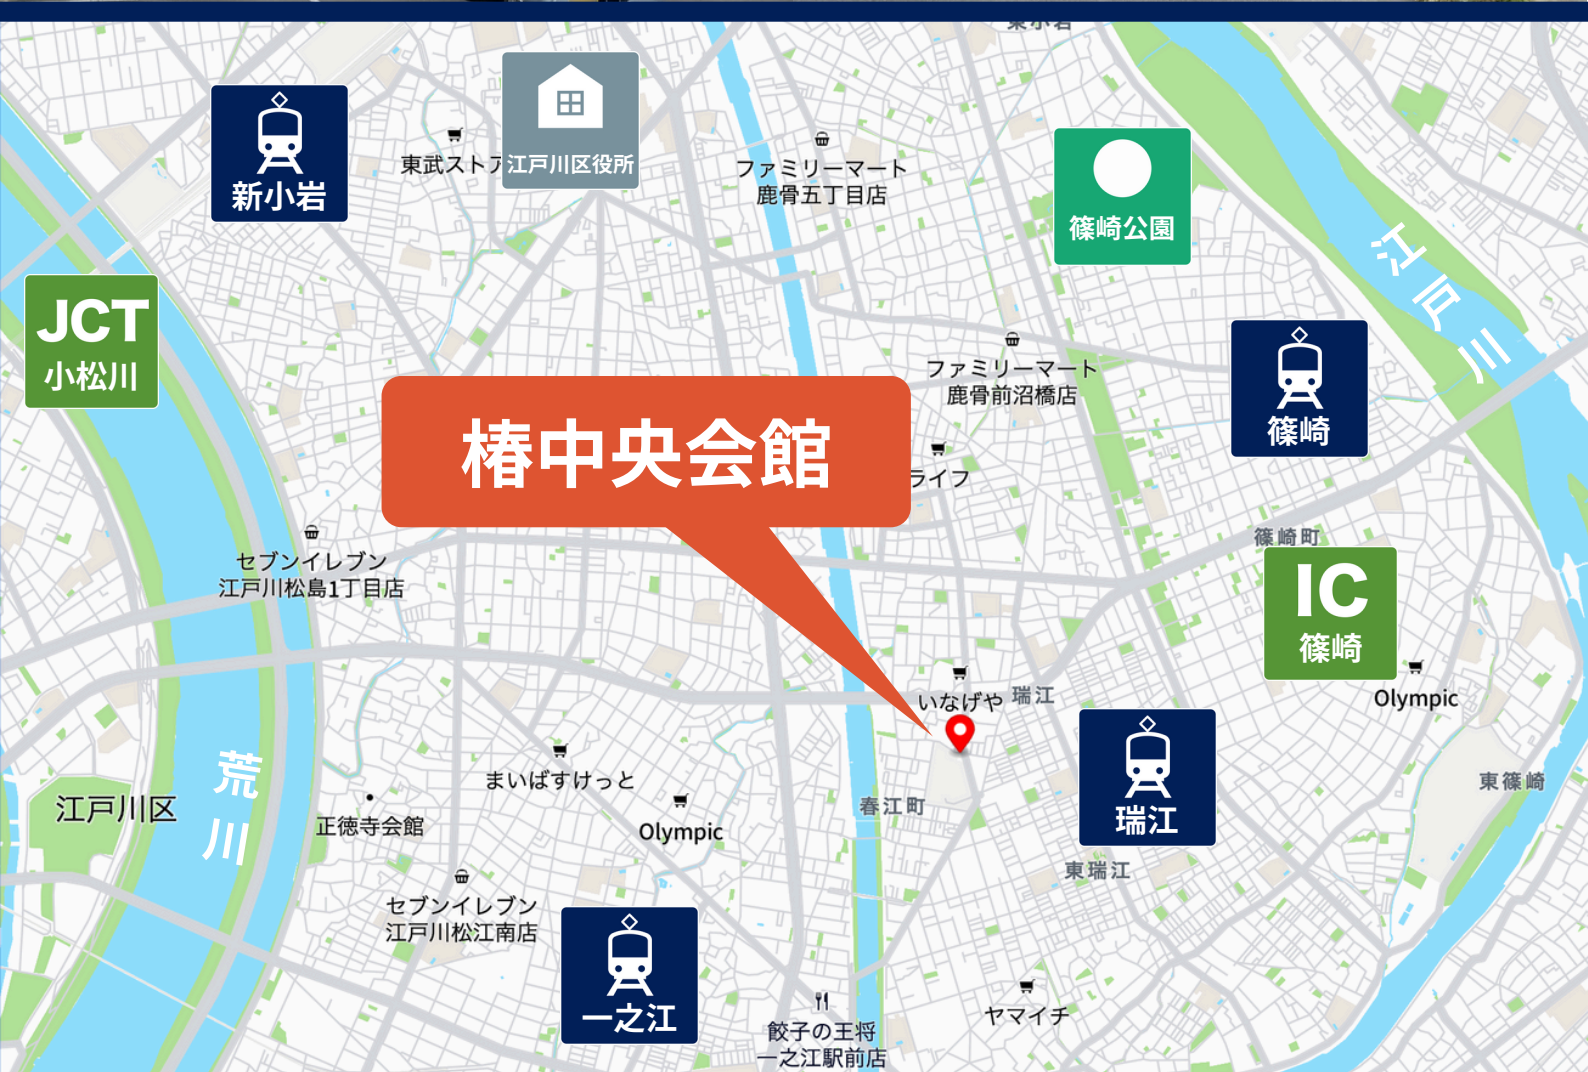 東小岩
新小岩
東武ストア
江戸川区役所
ファミリーマート
鹿骨五丁目店
篠崎公園
江戸川
JCT
小松川
ファミリーマート
鹿骨前沼橋店
篠崎
椿中央会館
ライフ
篠崎町
セブンイレブン
江戸川松島1丁目店
IC
篠崎
いなげや
瑞江
Olympic
荒川
江戸川区
まいばすけっと
正徳寺会館
Olympic
春江町
瑞江
東篠崎
東瑞江
セブンイレブン
江戸川松江南店
一之江
餃子の王将
一之江駅前店
ヤマイチ